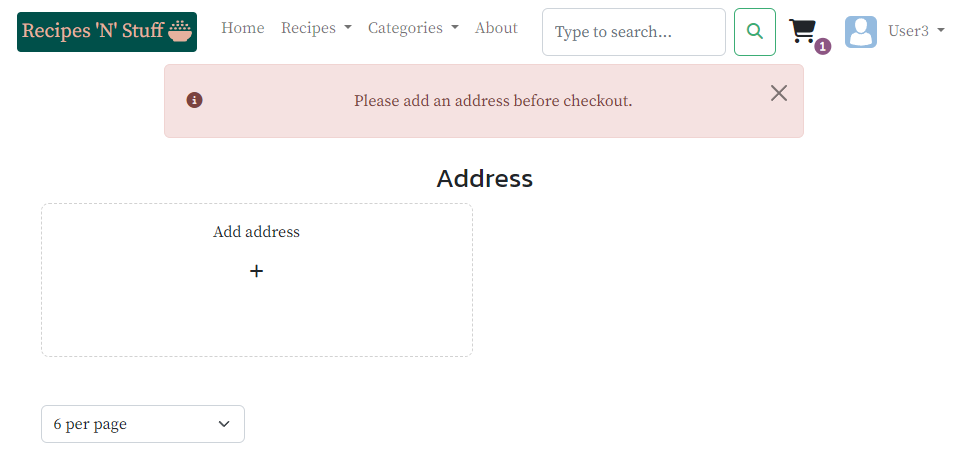 Recipes 'N' Stuff Home Recipes Categories About Type to search... 1 User3
Please add an address before checkout.
Address
Add address
6 per page